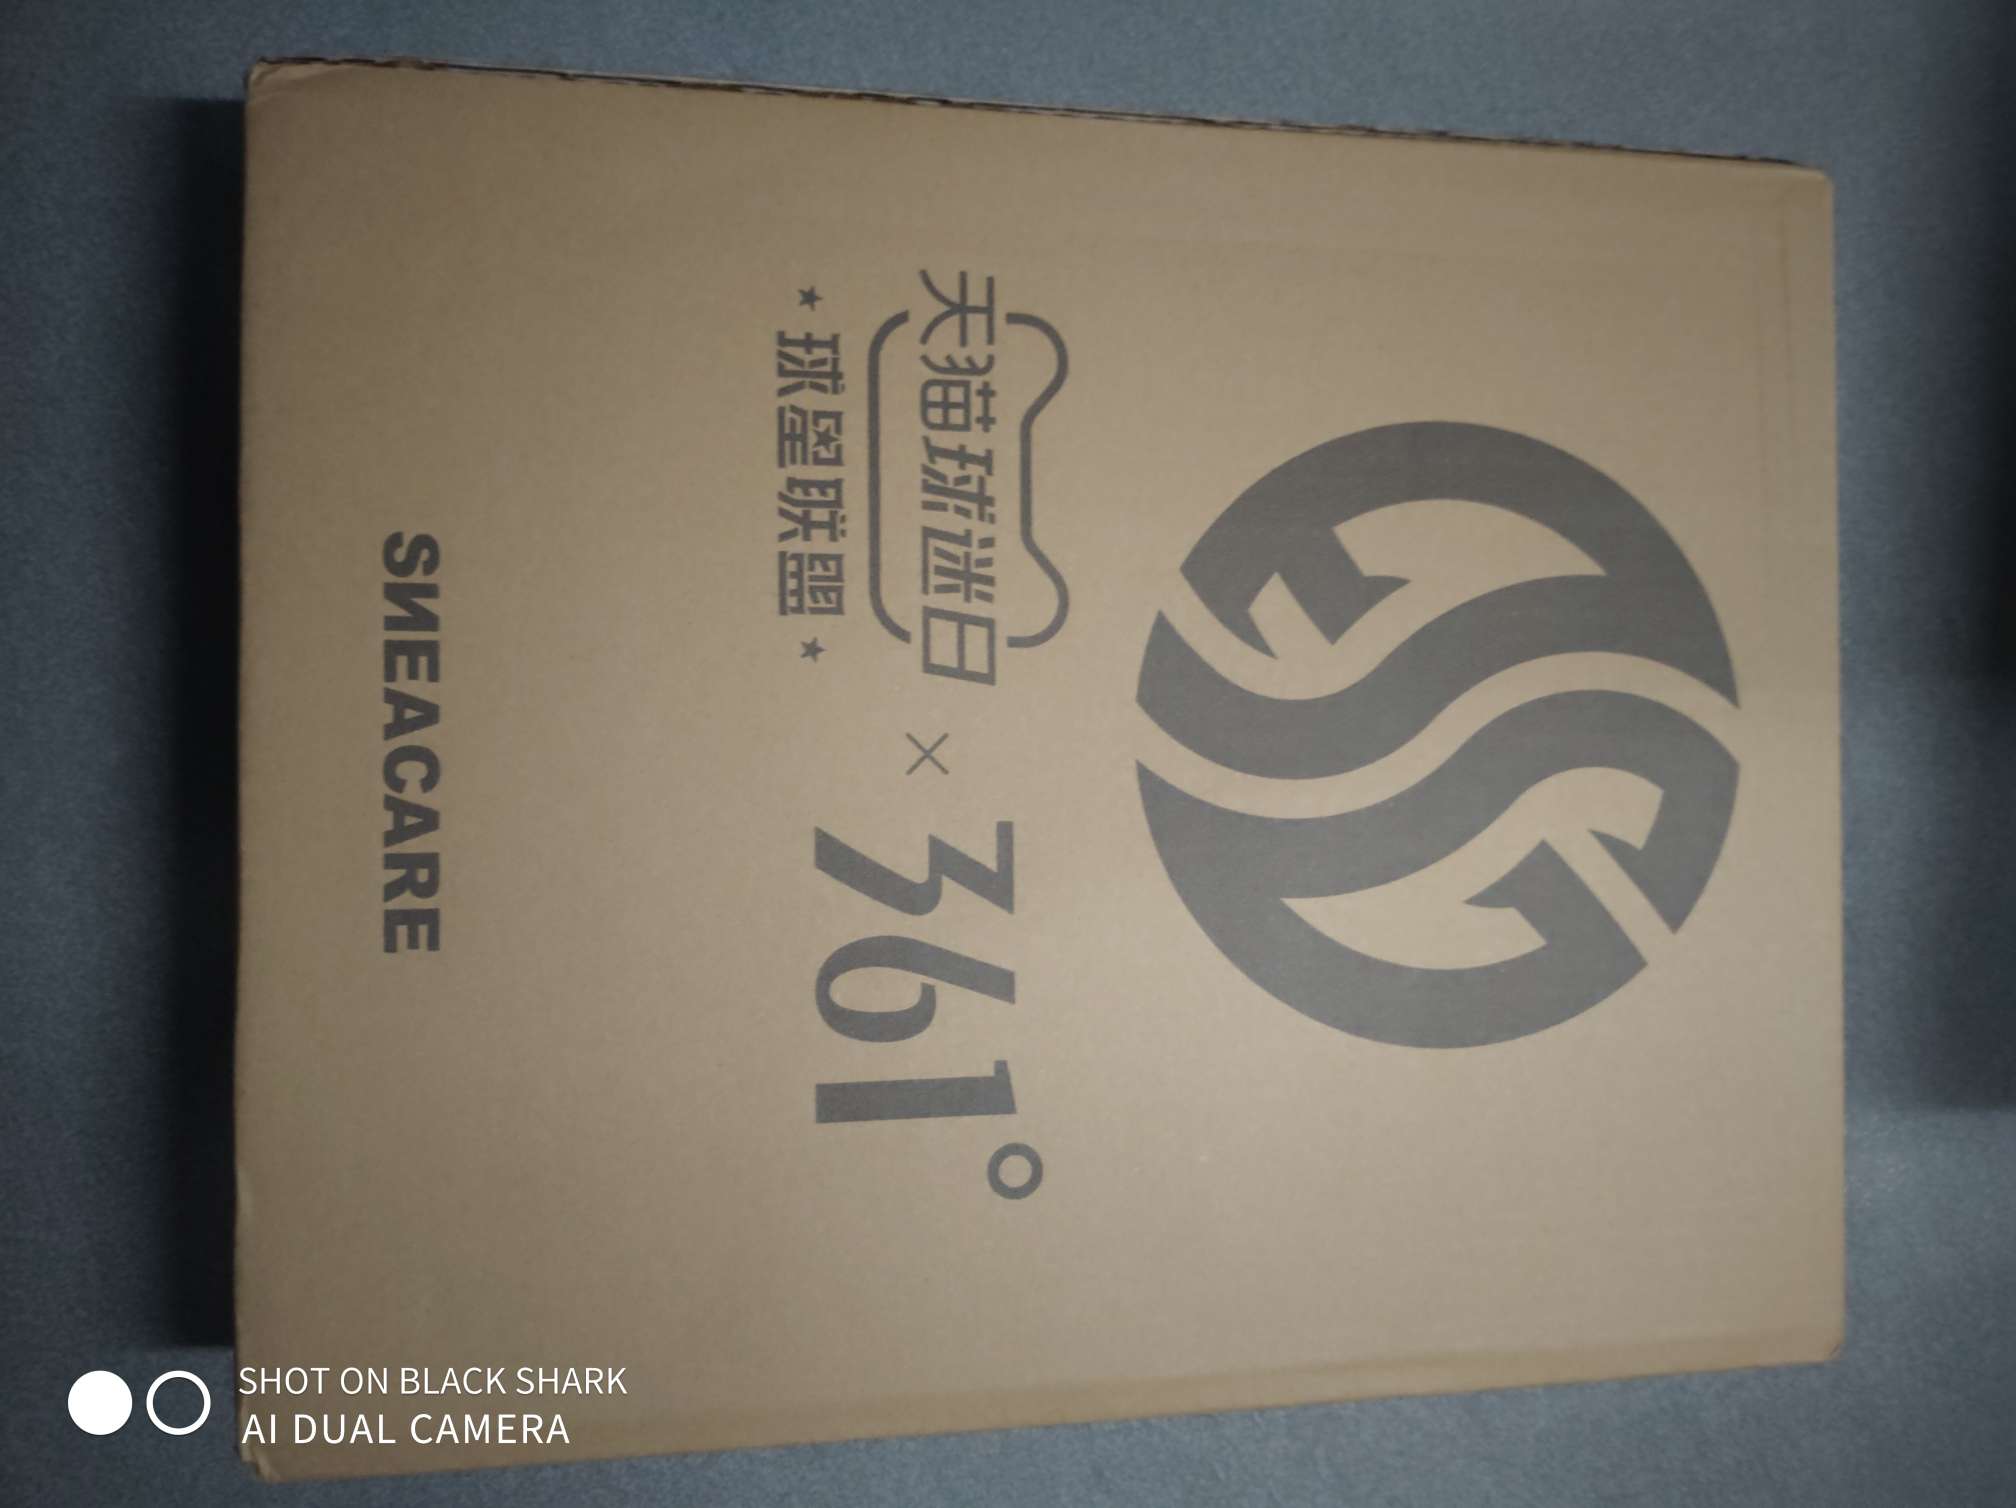 天猫球迷日
★球星联盟★
×
361°
SNEACARE
SHOT ON BLACK SHARK
AI DUAL CAMERA